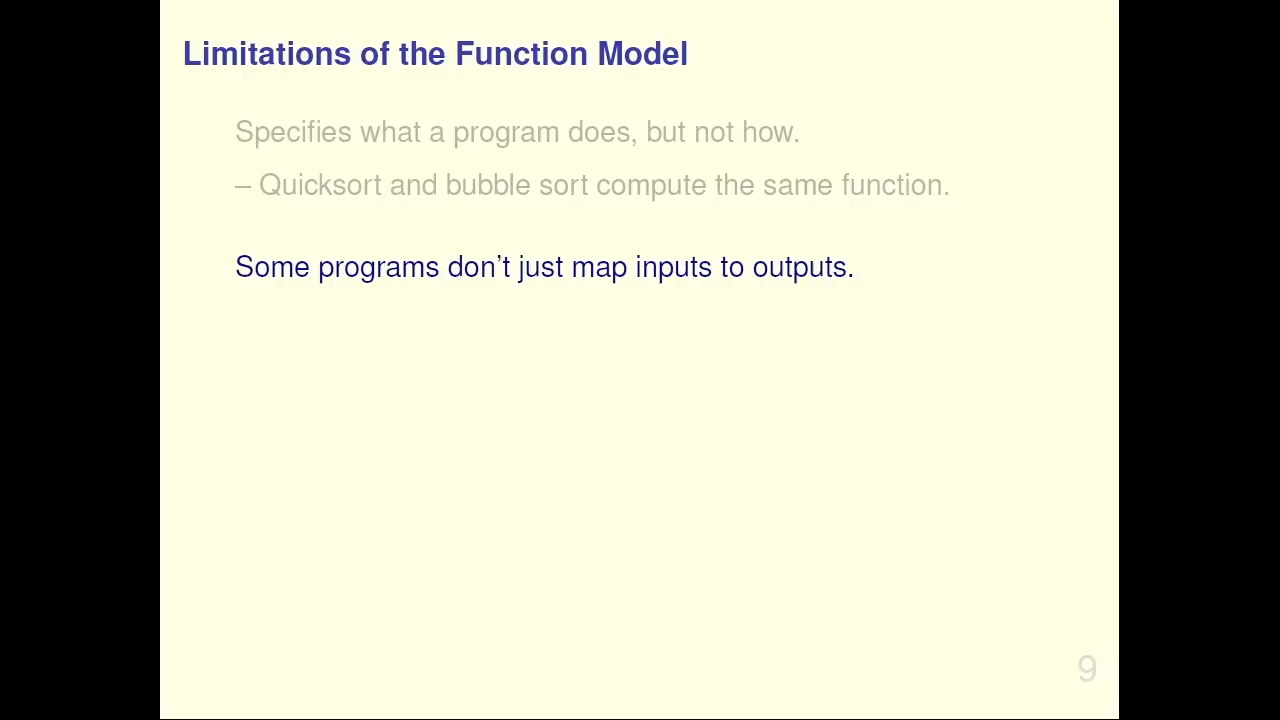 Limitations of the Function Model
Specifies what a program does, but not how.
– Quicksort and bubble sort compute the same function.
Some programs don’t just map inputs to outputs.
9